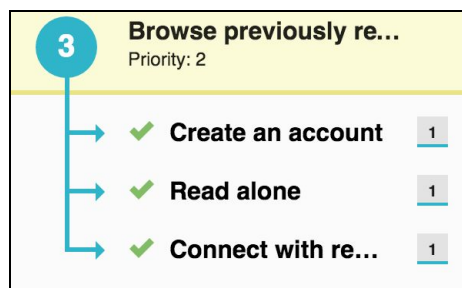 3
Browse previously re...
Priority: 2
Create an account 1
Read alone 1
Connect with re... 1